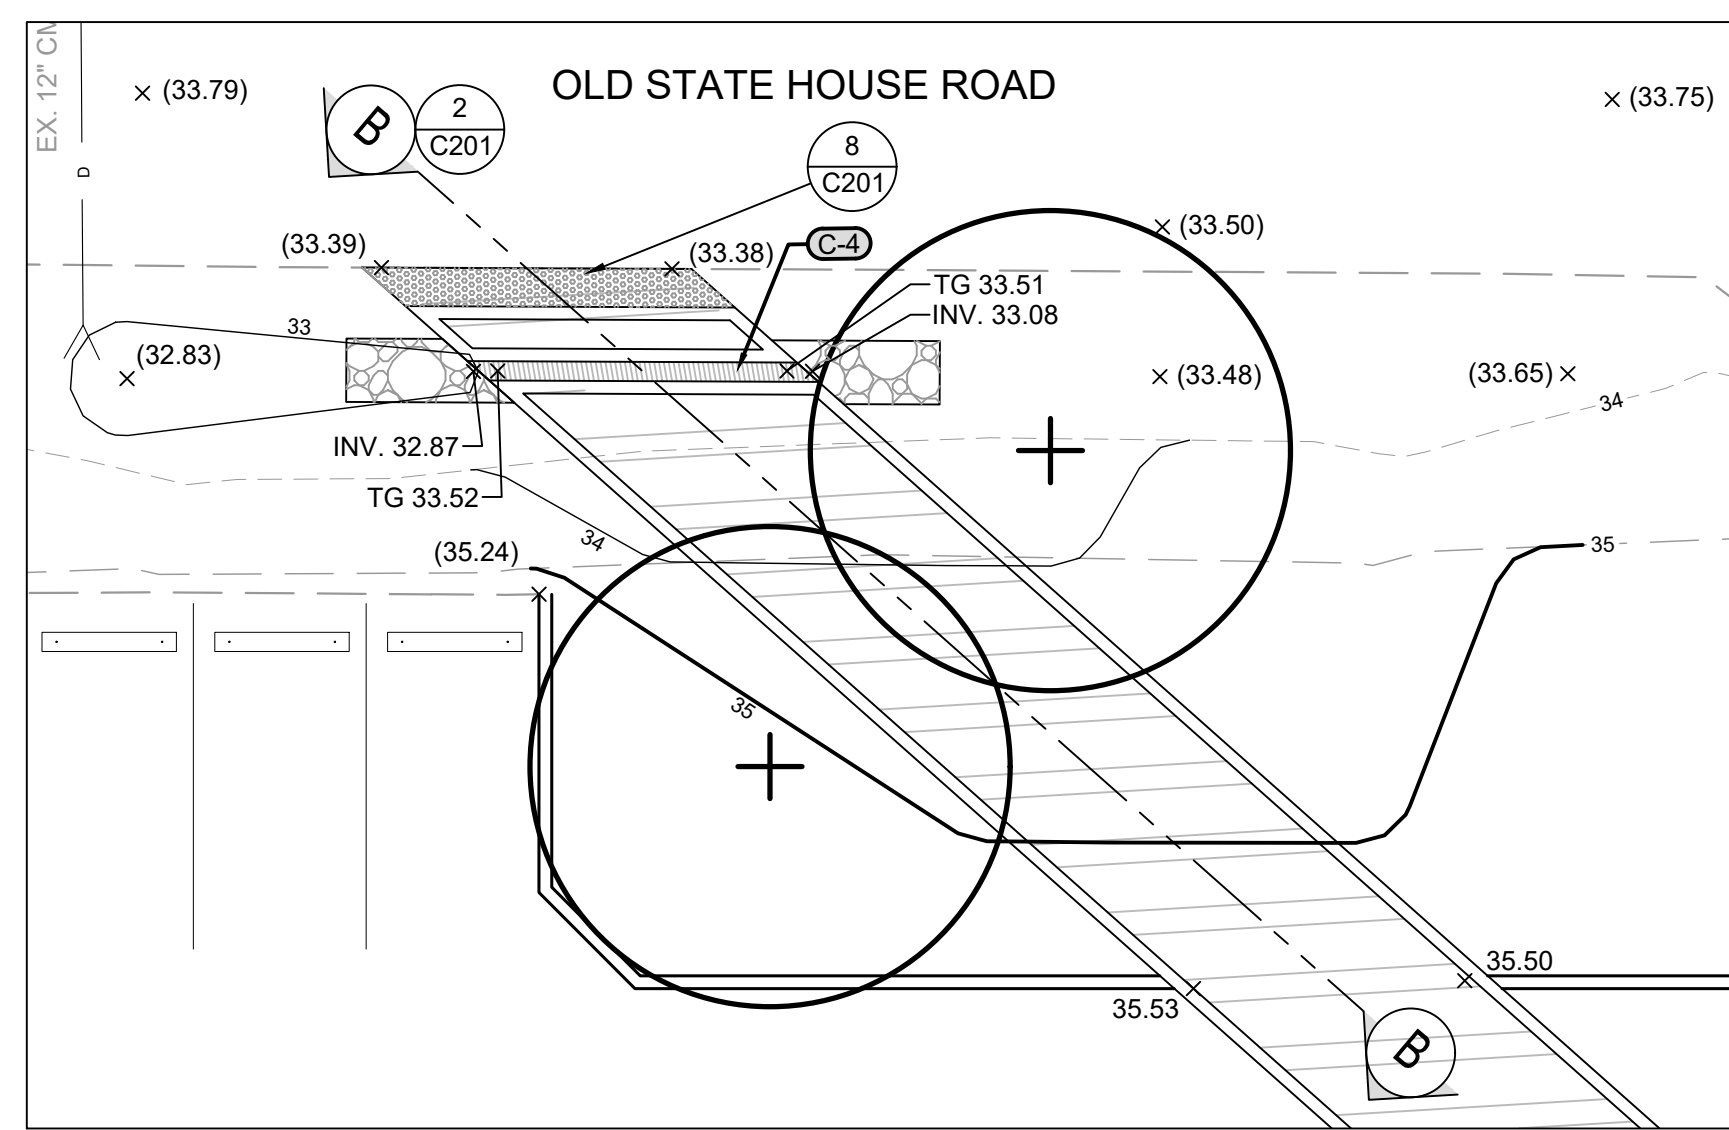 EX. 12" CM
D
(33.79)
OLD STATE HOUSE ROAD
(33.75)
B
2
C201
8
C201
(33.50)
(33.39)
(33.38)
C-4
TG 33.51
INV. 33.08
33
(32.83)
(33.48)
(33.65)
34
INV. 32.87
TG 33.52
34
(35.24)
35
35
35.50
35.53
B